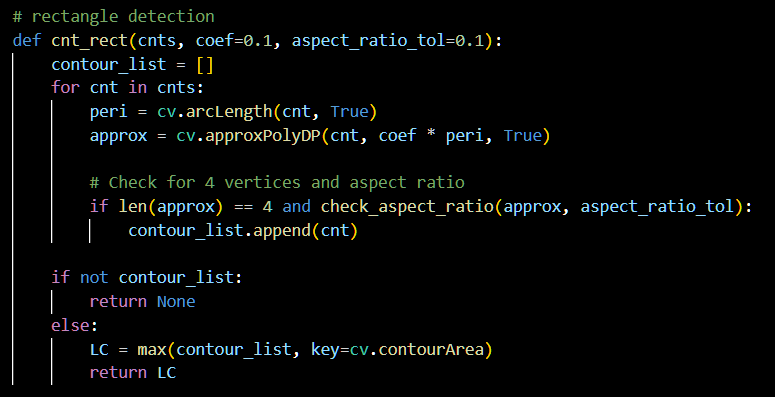 # rectangle detection
def cnt_rect(cnts, coef=0.1, aspect_ratio_tol=0.1):
    contour_list = []
    for cnt in cnts:
        peri = cv.arcLength(cnt, True)
        approx = cv.approxPolyDP(cnt, coef * peri, True)

        # Check for 4 vertices and aspect ratio
        if len(approx) == 4 and check_aspect_ratio(approx, aspect_ratio_tol):
            contour_list.append(cnt)

    if not contour_list:
        return None
    else:
        LC = max(contour_list, key=cv.contourArea)
        return LC